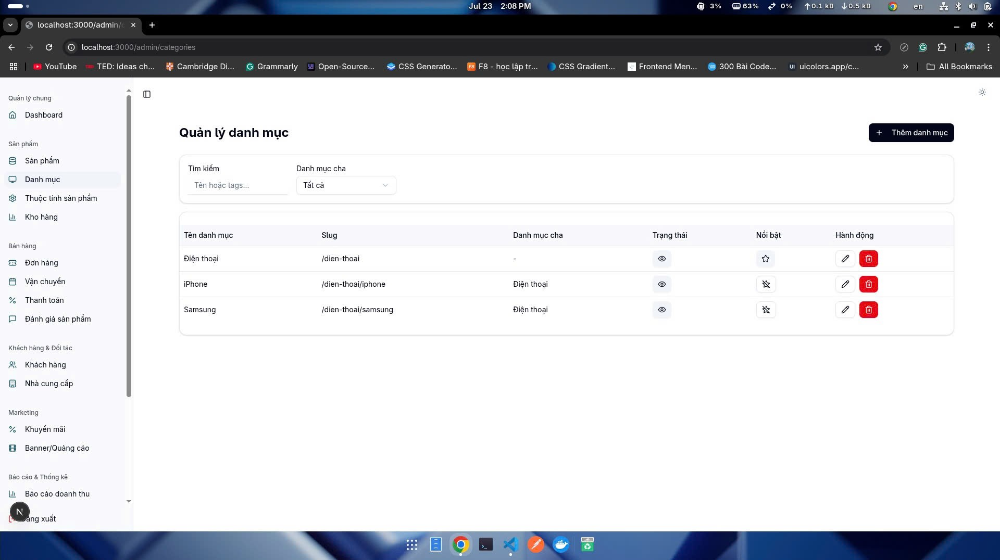 Jul 23 2:08 PM
3% 63% 0% 0.1 kB 0.5 kB en
localhost:3000/admin/c
localhost:3000/admin/categories
YouTube TED: Ideas ch... Cambridge Di... Grammarly Open-Source... CSS Generato... F8 - học lập tr... CSS Gradient... Frontend Men... 300 Bài Code... uicolors.app/c... All Bookmarks
Quản lý chung
Dashboard
Sản phẩm
Sản phẩm
Danh mục
Thuộc tính sản phẩm
Kho hàng
Bán hàng
Đơn hàng
Vận chuyển
Thanh toán
Đánh giá sản phẩm
Khách hàng & Đối tác
Khách hàng
Nhà cung cấp
Marketing
Khuyến mãi
Banner/Quảng cáo
Báo cáo & Thống kê
Báo cáo doanh thu
N
ăng xuất
Quản lý danh mục
+ Thêm danh mục
Tìm kiếm Danh mục cha
Tên hoặc tags... Tất cả
Tên danh mục Slug Danh mục cha Trạng thái Nổi bật Hành động
Điện thoại /dien-thoai -
iPhone /dien-thoai/iphone Điện thoại
Samsung /dien-thoai/samsung Điện thoại